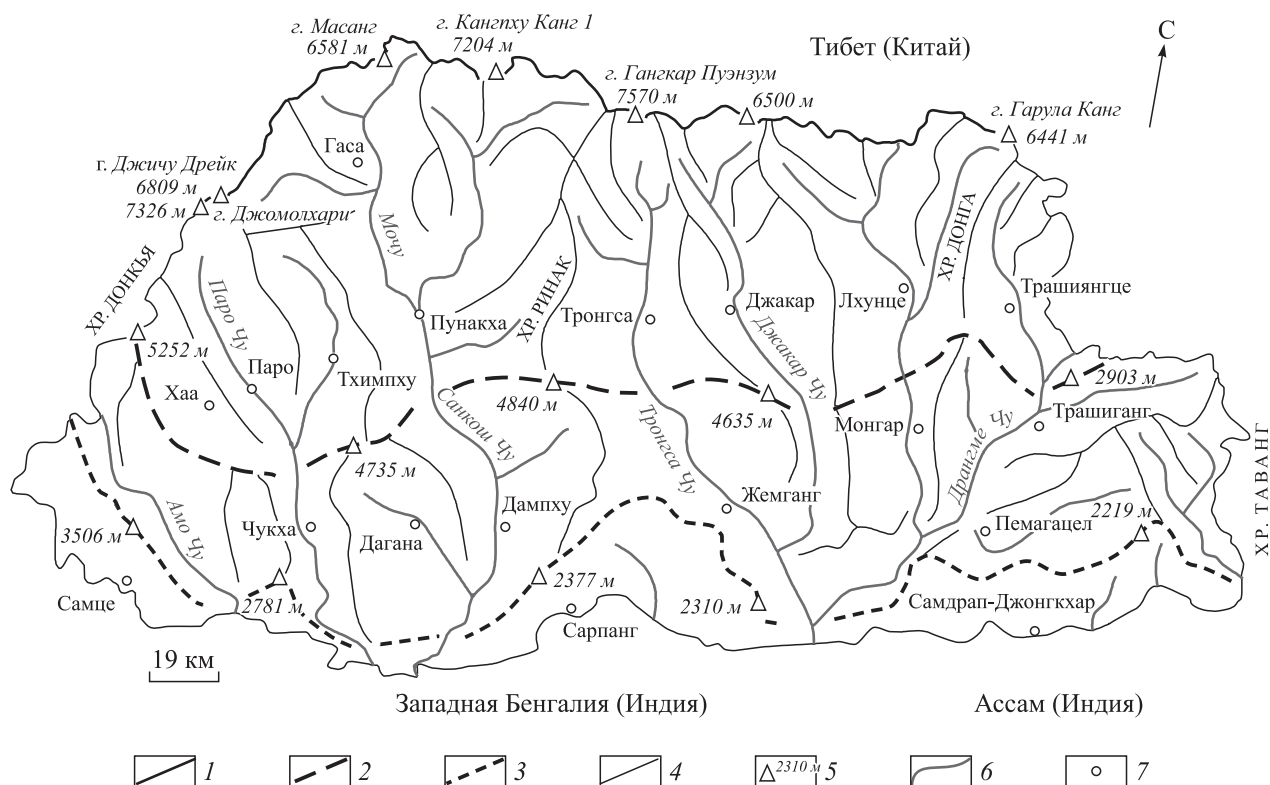 г. Масанг
6581 м
г. Кангпху Канг 1
7204 м
Тибет (Китай)
С
г. Гангкар Пуэнзум
7570 м
6500 м
г. Гарула Канг
6441 м
Гаса
г. Джичу Дрейк
6809 м
7326 м
г. Джомолхари
Мочу
ХР. ДОНГА
ХР. ДОНКЬЯ
Паро Чу
ХР. РИНАК
Пунакха
Тронгса
Джакар
Лхунце
Трашиянгце
5252 м
Паро
Тхимпху
Джакар Чу
Хаа
4840 м
4635 м
2903 м
Санкош Чу
Тронгса Чу
Монгар
Трашиганг
4735 м
Дрангме Чу
ХР. ТАВАНГ
Амо Чу
3506 м
Чукха
Дагана
Дампху
Жемганг
Пемагацел
2219 м
Самце
2781 м
2377 м
2310 м
Сарпанг
Самдрап-Джонгкхар
19 км
Западная Бенгалия (Индия)
Ассам (Индия)
1
2
3
4
2310 м
5
6
7